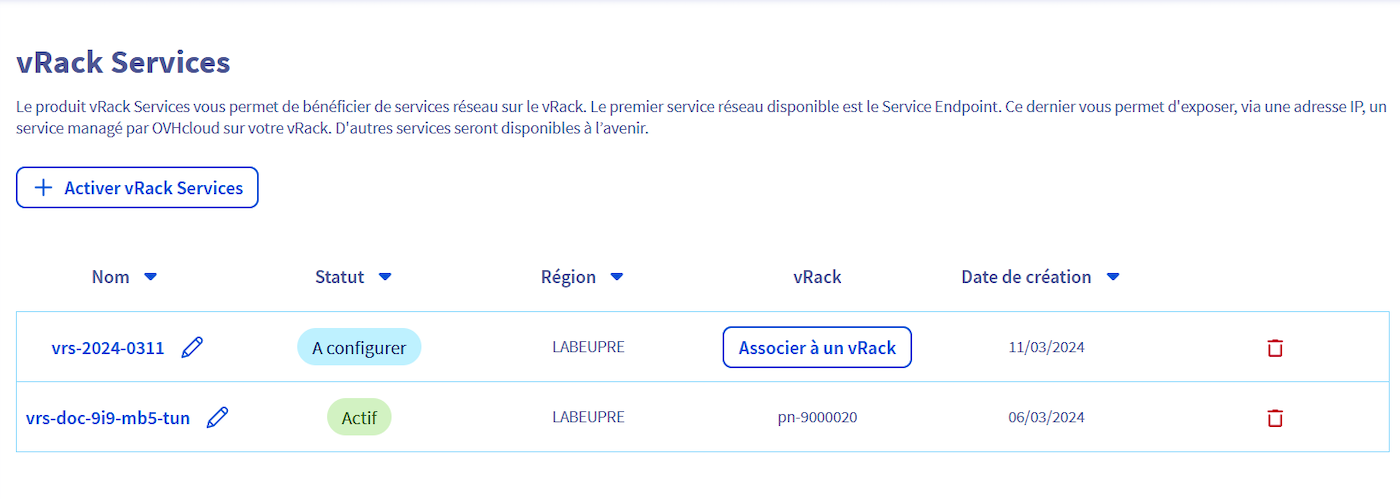 vRack Services
Le produit vRack Services vous permet de bénéficier de services réseau sur le vRack. Le premier service réseau disponible est le Service Endpoint. Ce dernier vous permet d'exposer, via une adresse IP, un
service managé par OVHcloud sur votre vRack. D'autres services seront disponibles à l’avenir.
Activer vRack Services
Nom Statut Région vRack Date de création
vrs-2024-0311 A configurer LABEUPRE Associer à un vRack 11/03/2024
vrs-doc-9i9-mb5-tun Actif LABEUPRE pn-9000020 06/03/2024